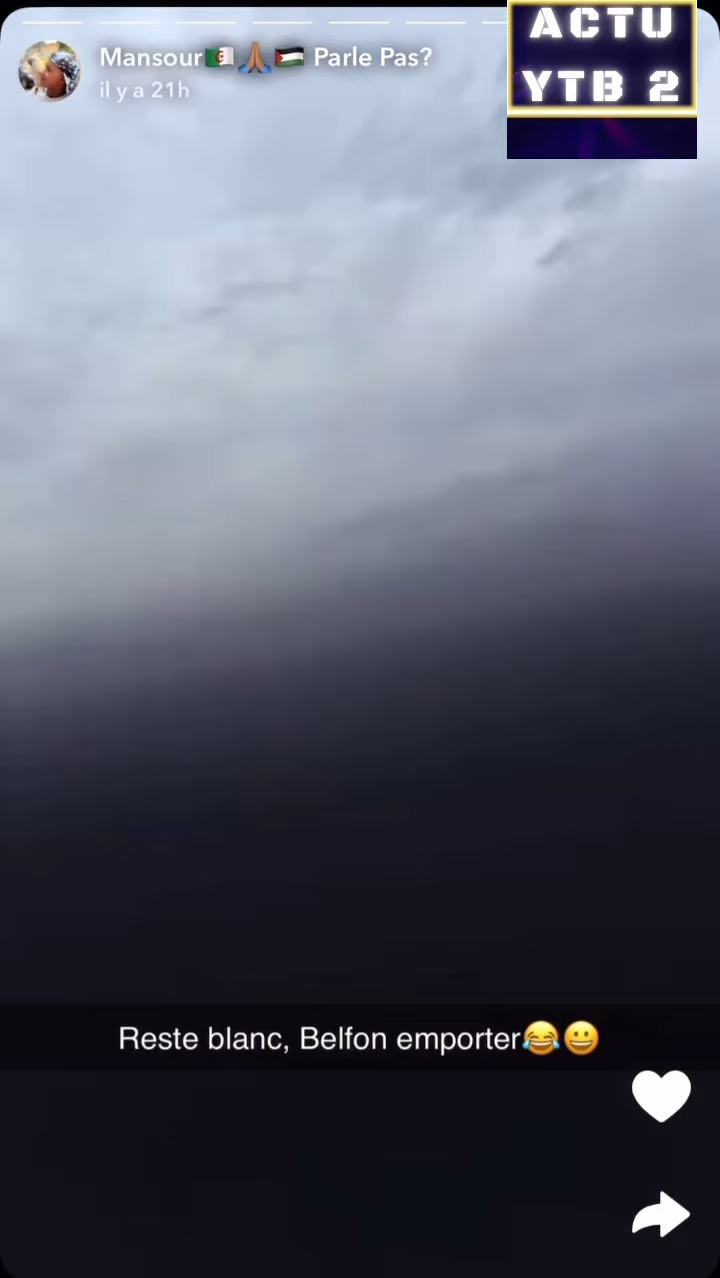 Mansour🇩🇿🙏🏽🇵🇸 Parle Pas?
il y a 21h
ACTU
YTB 2
Reste blanc, Belfon emporter😂😀